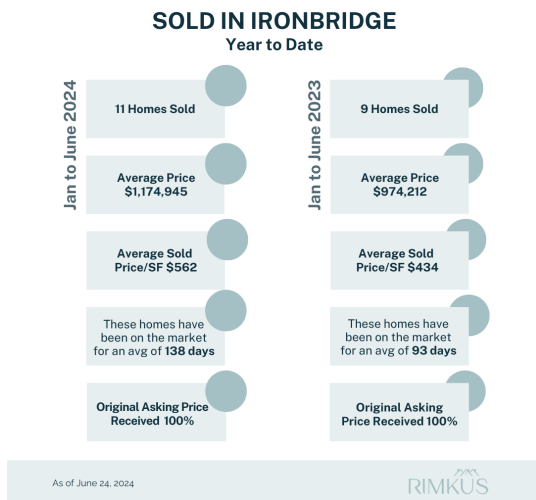 SOLD IN IRONBRIDGE
Year to Date
Jan to June 2024
11 Homes Sold
Average Price
$1,174,945
Average Sold
Price/SF $562
These homes have
been on the market
for an avg of 138 days
Original Asking Price
Received 100%
Jan to June 2023
9 Homes Sold
Average Price
$974,212
Average Sold
Price/SF $434
These homes have
been on the market
for an avg of 93 days
Original Asking
Price Received 100%
As of June 24, 2024
RIMKUS